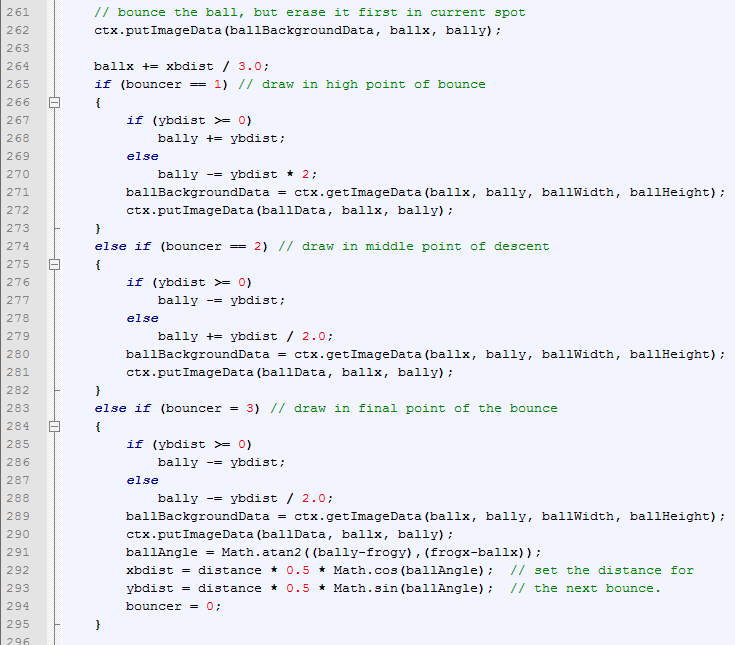 261 // bounce the ball, but erase it first in current spot
262 ctx.putImageData(ballBackgroundData, ballx, bally);
263
264 ballx += xbdist / 3.0;
265 if (bouncer == 1) // draw in high point of bounce
266 {
267 if (ybdist >= 0)
268 bally += ybdist;
269 else
270 bally -= ybdist * 2;
271 ballBackgroundData = ctx.getImageData(ballx, bally, ballWidth, ballHeight);
272 ctx.putImageData(ballData, ballx, bally);
273 }
274 else if (bouncer == 2) // draw in middle point of descent
275 {
276 if (ybdist >= 0)
277 bally -= ybdist;
278 else
279 bally += ybdist / 2.0;
280 ballBackgroundData = ctx.getImageData(ballx, bally, ballWidth, ballHeight);
281 ctx.putImageData(ballData, ballx, bally);
282 }
283 else if (bouncer = 3) // draw in final point of the bounce
284 {
285 if (ybdist >= 0)
286 bally -= ybdist;
287 else
288 bally -= ybdist / 2.0;
289 ballBackgroundData = ctx.getImageData(ballx, bally, ballWidth, ballHeight);
290 ctx.putImageData(ballData, ballx, bally);
291 ballAngle = Math.atan2((bally-frogy),(frogx-ballx));
292 xbdist = distance * 0.5 * Math.cos(ballAngle); // set the distance for
293 ybdist = distance * 0.5 * Math.sin(ballAngle); // the next bounce.
294 bouncer = 0;
295 }
296